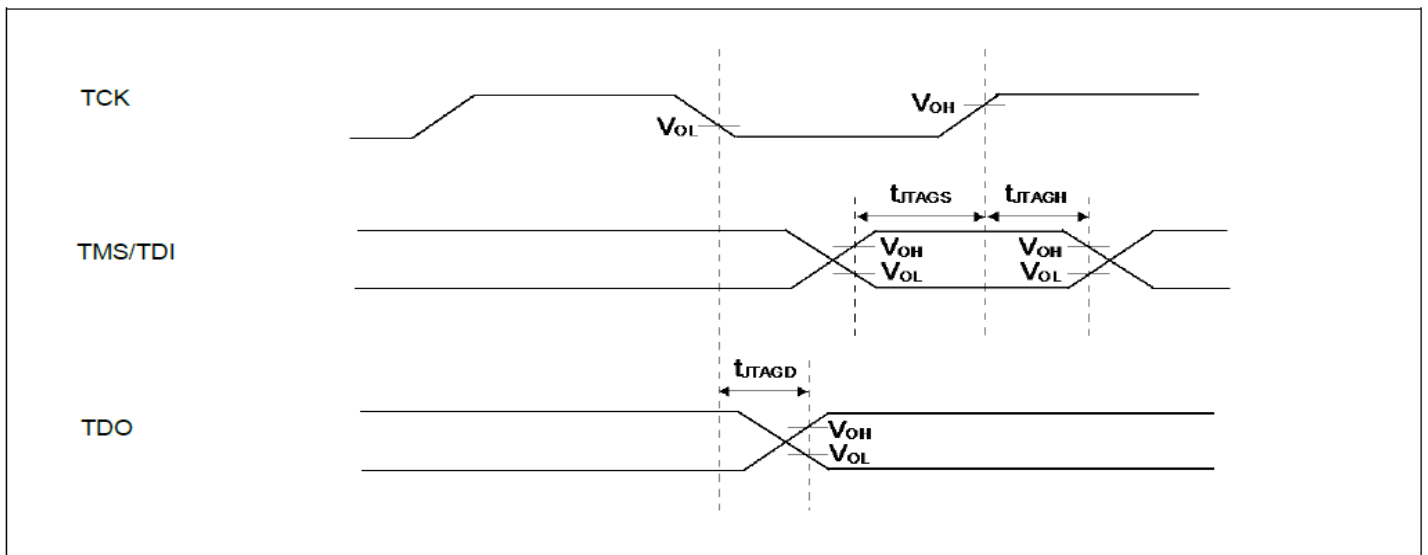 TCK
VOL
VOH
tJTAGS
tJTAGH
TMS/TDI
VOH
VOL
VOH
VOL
tJTAGD
TDO
VOH
VOL